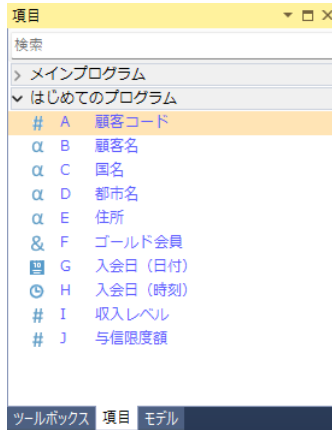 項目
検索
メインプログラム
はじめてのプログラム
# A 顧客コード
α B 顧客名
α C 国名
α D 都市名
α E 住所
& F ゴールド会員
G 入会日（日付）
H 入会日（時刻）
# I 収入レベル
# J 与信限度額
ツールボックス 項目 モデル